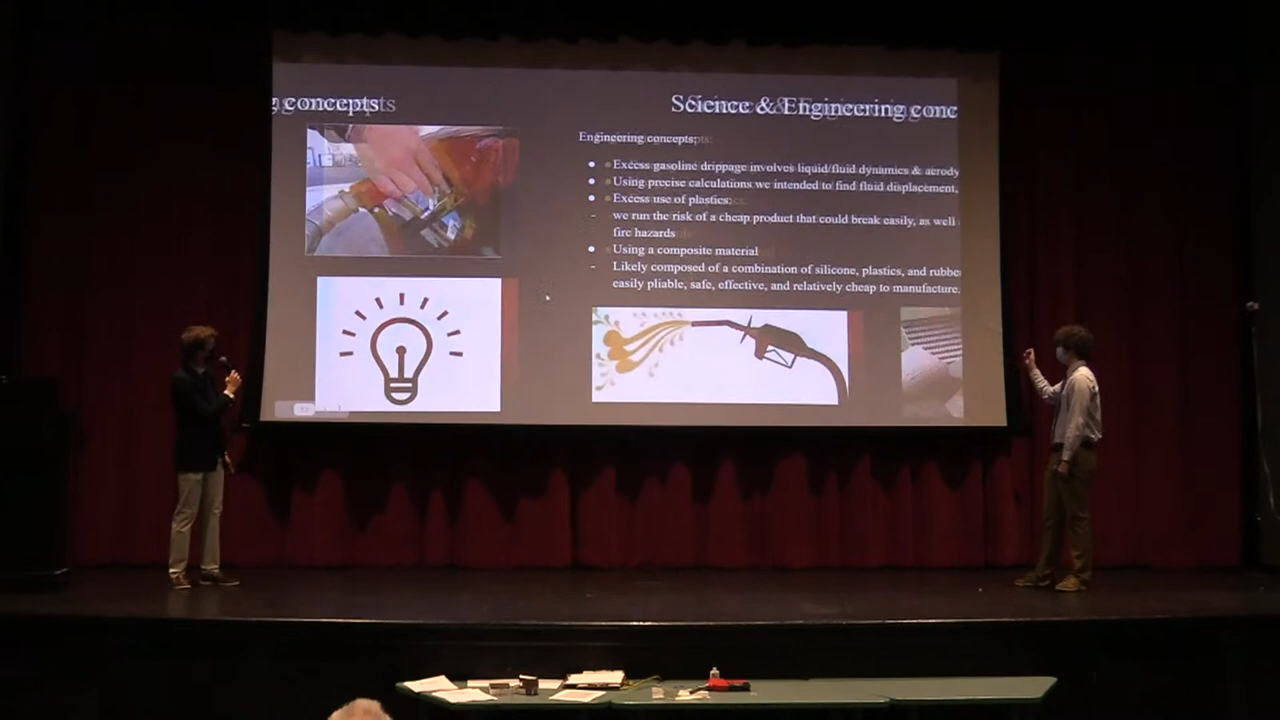 g concepts
Science & Engineering conc
Engineering concepts:
Excess gasoline drippage involves liquid/fluid dynamics & aerody
Using precise calculations we intended to find fluid displacement,
Excess use of plastics:
- we run the risk of a cheap product that could break easily, as well
fire hazards
Using a composite material
- Likely composed of a combination of silicone, plastics, and rubbe
easily pliable, safe, effective, and relatively cheap to manufacture.